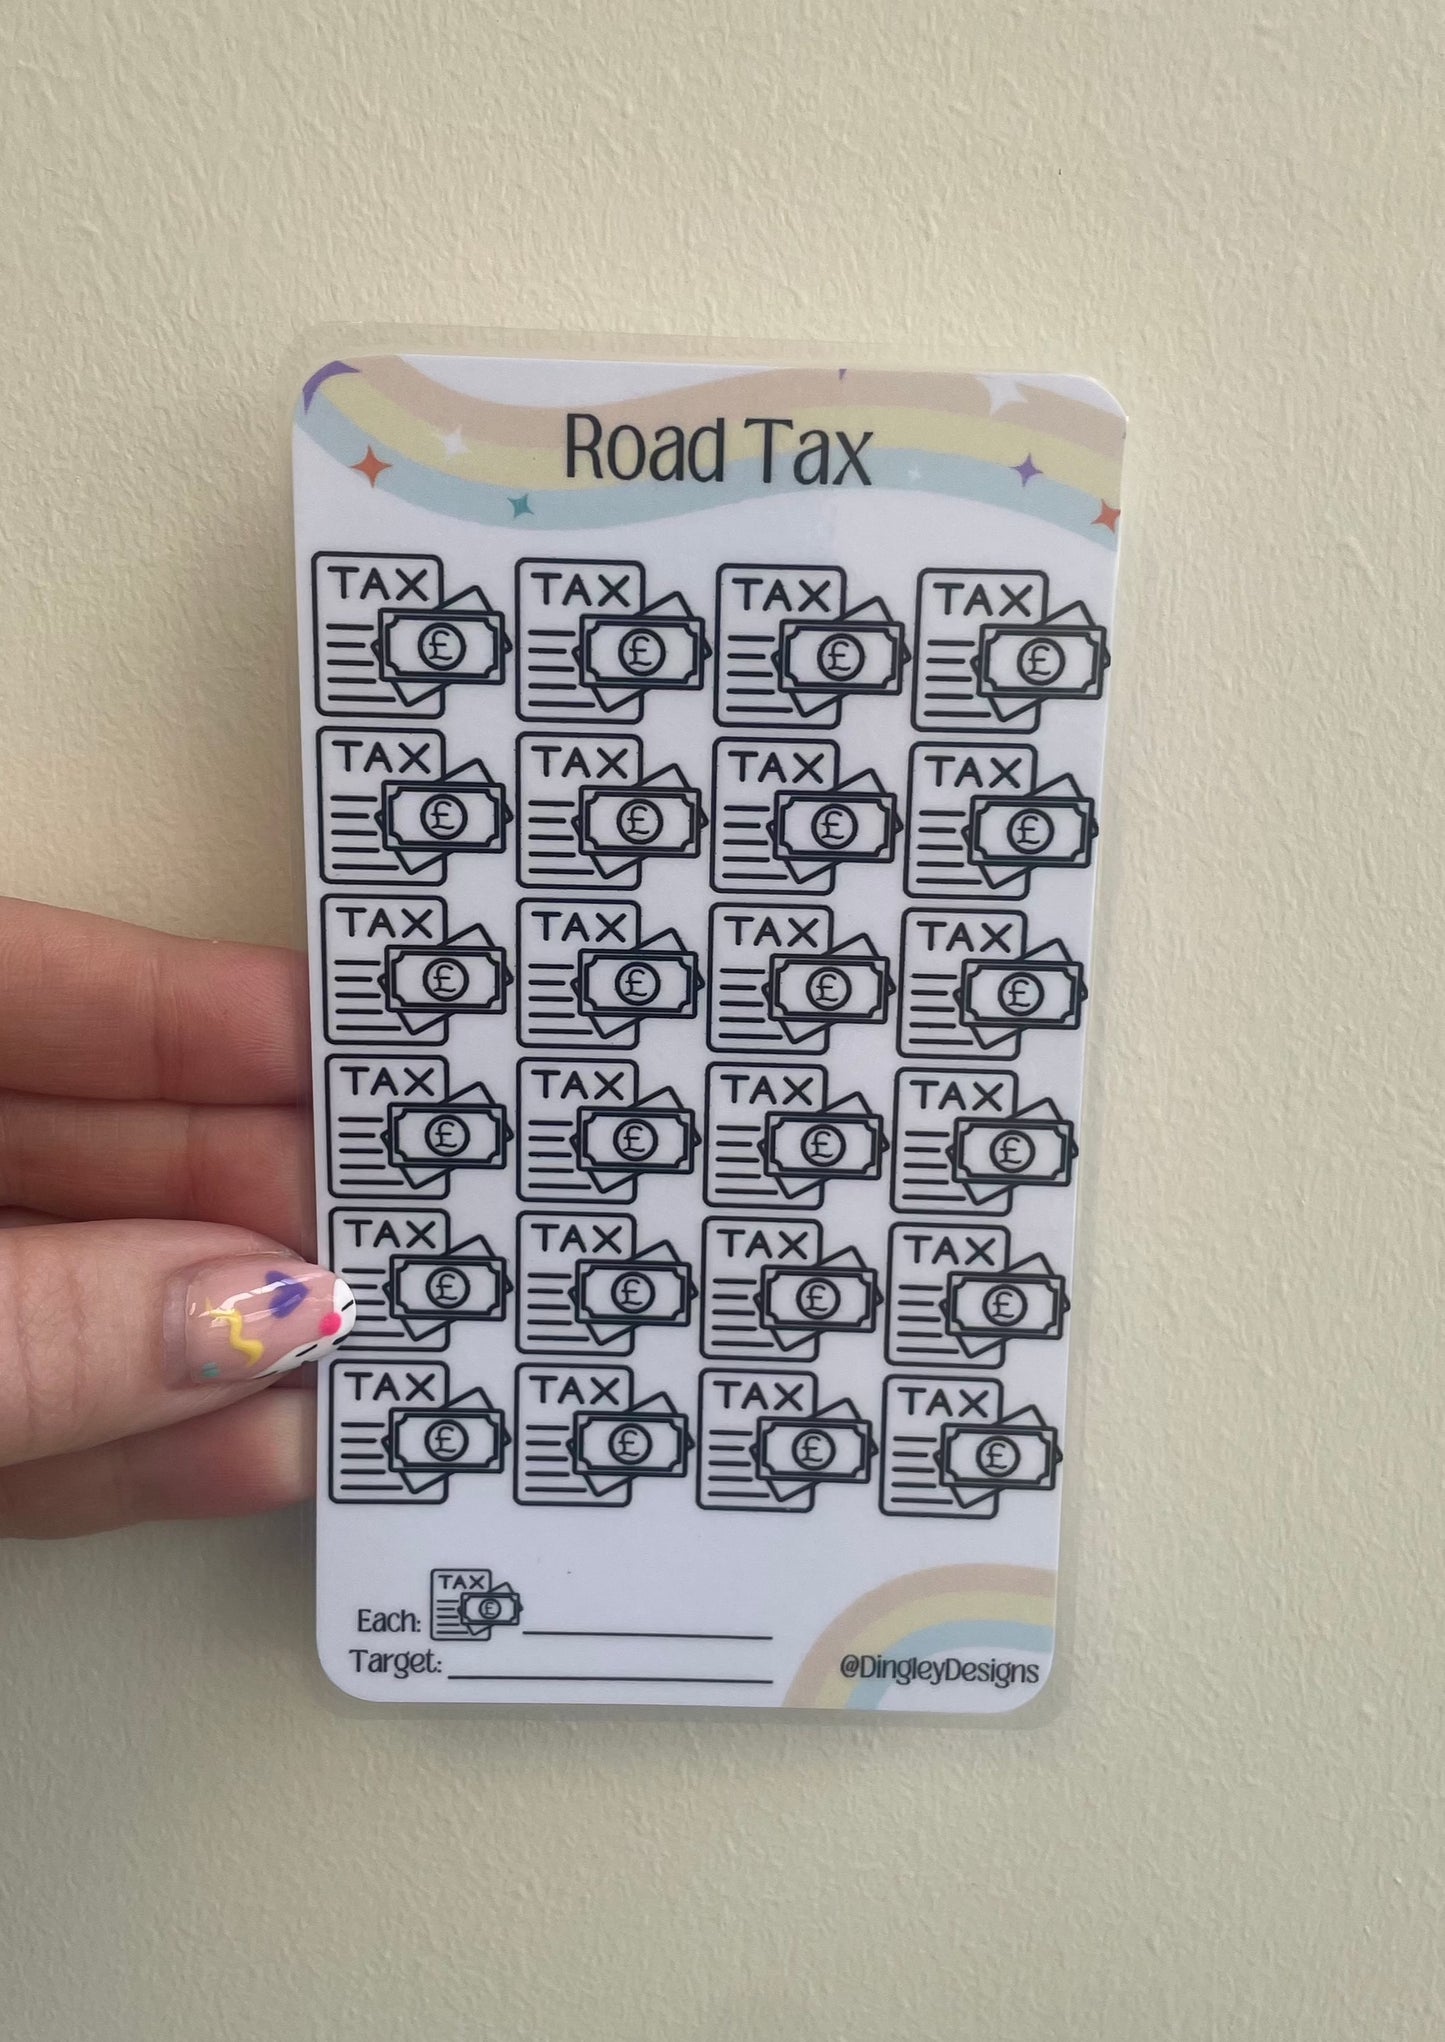 Road Tax
TAX TAX TAX TAX
£ £ £ £
TAX TAX TAX TAX
£ £ £ £
TAX TAX TAX TAX
£ £ £ £
TAX TAX TAX TAX
£ £ £ £
TAX TAX TAX TAX
£ £ £ £
TAX TAX TAX TAX
£ £ £ £
TAX
£
Each:
Target:
@DingleyDesigns